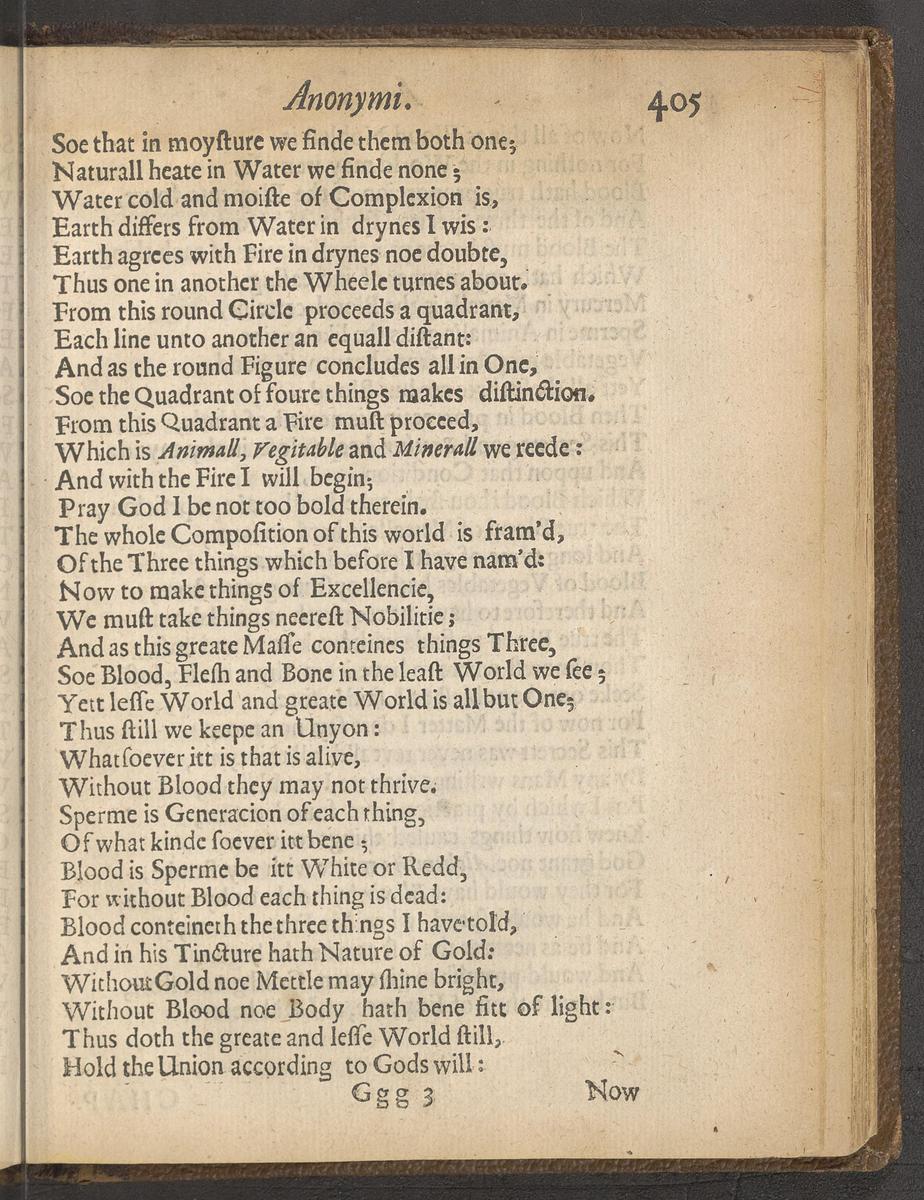 Anonymi. 405
Soe that in moyſture we finde them both one;
Naturall heate in Water we finde none;
Water cold and moiſte of Complexion is,
Earth differs from Water in drynes I wis:
Earth agrees with Fire in drynes noe doubte,
Thus one in another the Wheele turnes about.
From this round Circle proceeds a quadrant,
Each line unto another an equall diſtant:
And as the round Figure concludes all in One,
Soe the Quadrant of foure things makes diſtinction.
From this Quadrant a Fire muſt proceed,
Which is Animall, Vegitable and Minerall we reede:
And with the Fire I will begin;
Pray God I be not too bold therein.
The whole Compoſition of this world is fram'd,
Of the Three things which before I have nam'd:
Now to make things of Excellencie,
We muſt take things neereſt Nobilitie;
And as this greate Maſſe conteines things Three,
Soe Blood, Fleſh and Bone in the leaſt World we ſee;
Yett leſſe World and greate World is all but One;
Thus ſtill we keepe an Unyon:
Whatſoever itt is that is alive,
Without Blood they may not thrive.
Sperme is Generacion of each thing,
Of what kinde ſoever itt bene;
Blood is Sperme be itt White or Redd,
For without Blood each thing is dead:
Blood conteineth the three things I have told,
And in his Tincture hath Nature of Gold:
Without Gold noe Mettle may ſhine bright,
Without Blood noe Body hath bene fitt of light:
Thus doth the greate and leſſe World ſtill,
Hold the Union according to Gods will:
Ggg 3 Now